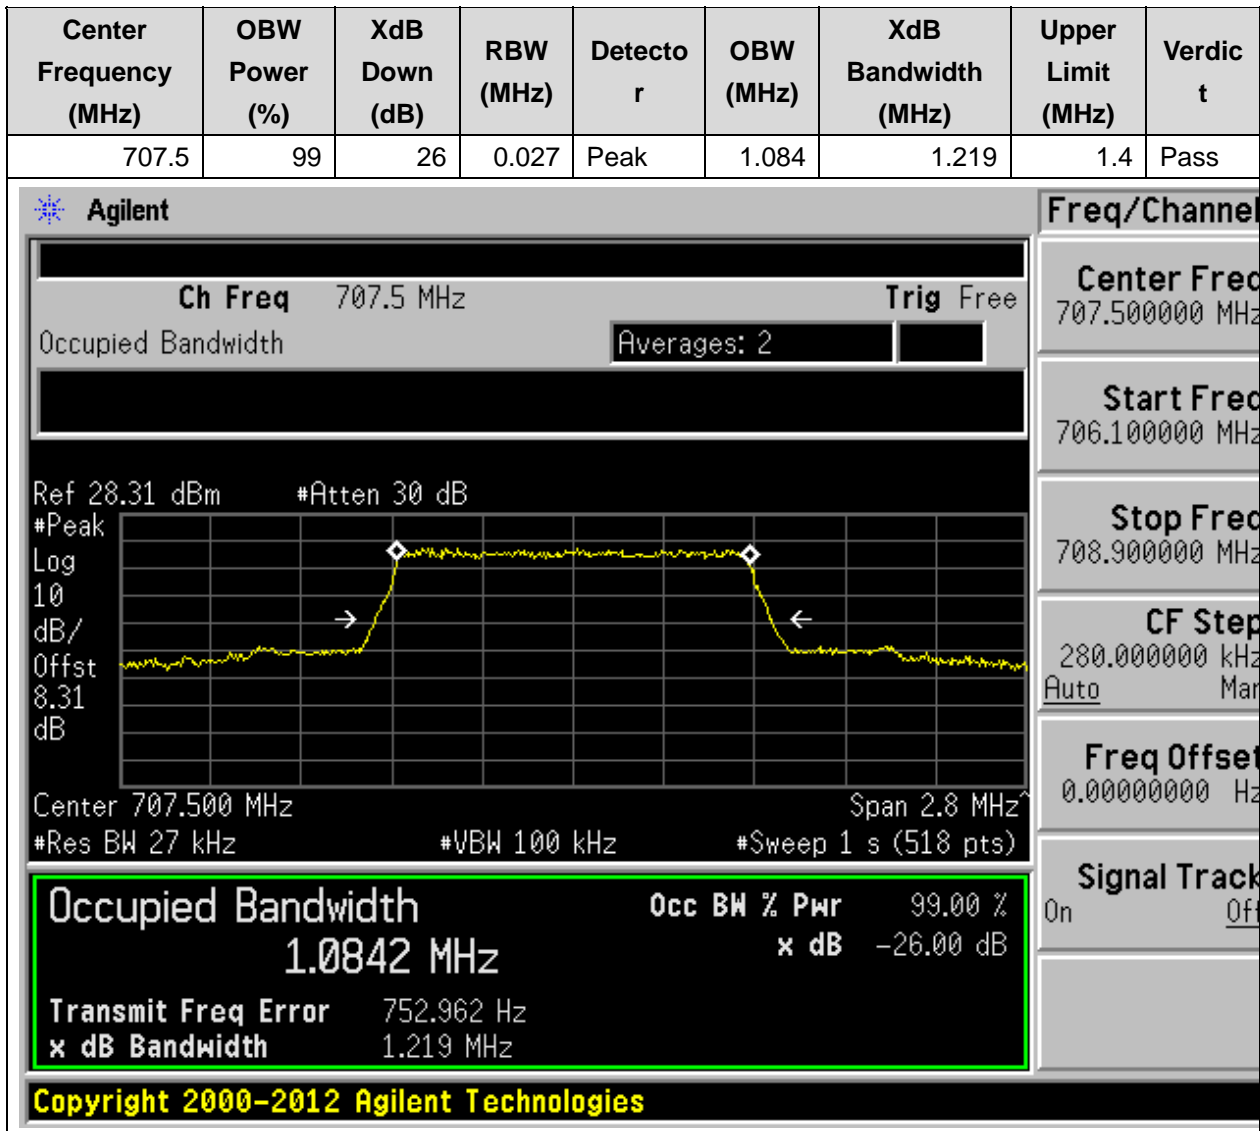 Center Frequency (MHz) OBW Power (%) XdB Down (dB) RBW (MHz) Detector OBW (MHz) XdB Bandwidth (MHz) Upper Limit (MHz) Verdict
707.5 99 26 0.027 Peak 1.084 1.219 1.4 Pass
Agilent
Freq/Channel
Ch Freq 707.5 MHz Trig Free
Occupied Bandwidth Averages: 2
Ref 28.31 dBm #Atten 30 dB
#Peak
Log
10
dB/
Offst
8.31
dB
Center 707.500 MHz Span 2.8 MHz^
#Res BW 27 kHz #VBW 100 kHz #Sweep 1 s (518 pts)
Occupied Bandwidth Occ BW % Pwr 99.00 %
1.0842 MHz x dB -26.00 dB
Transmit Freq Error 752.962 Hz
x dB Bandwidth 1.219 MHz
Center Freq
707.500000 MHz
Start Freq
706.100000 MHz
Stop Freq
708.900000 MHz
CF Step
280.000000 kHz
Auto Man
Freq Offset
0.00000000 Hz
Signal Track
On Off
Copyright 2000-2012 Agilent Technologies